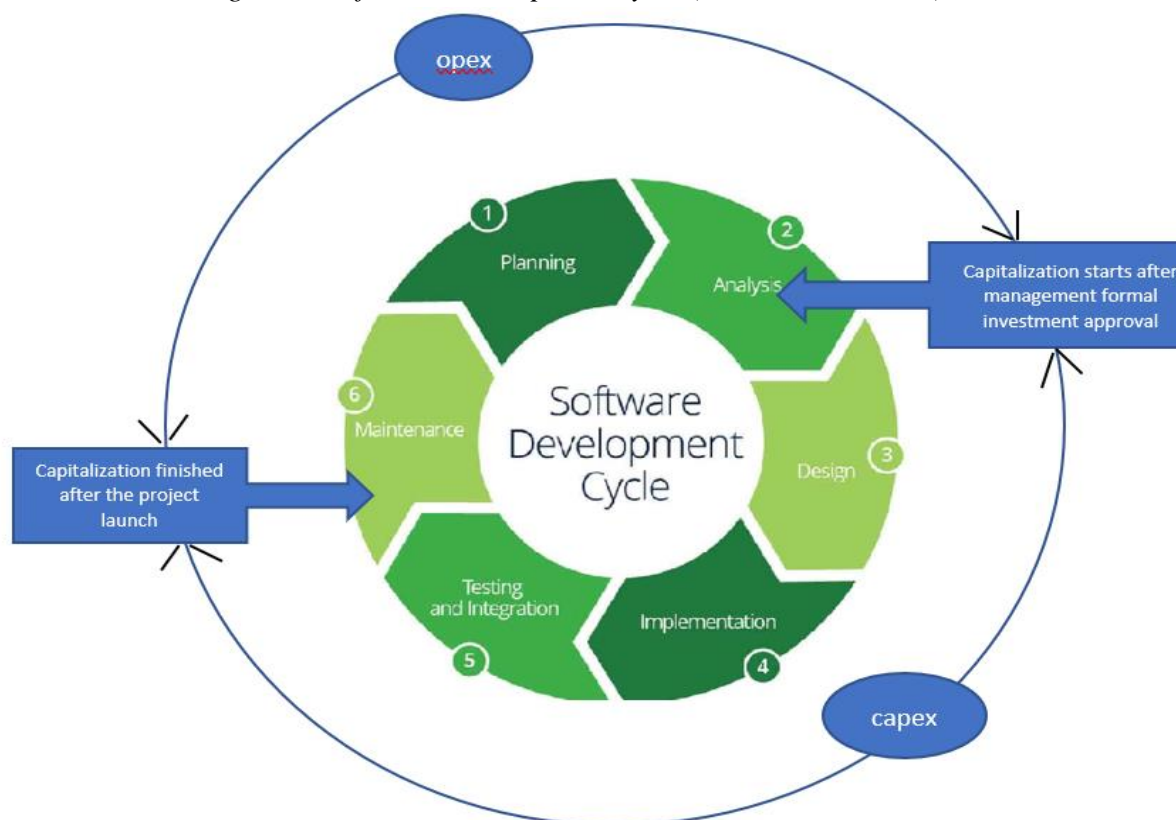 opex
1
Planning
2
Analysis
Capitalization starts after
management formal
investment approval
6
Maintenance
Software
Development
Cycle
Design
3
Capitalization finished
after the project
launch
Testing
and Integration
5
Implementation
4
capex